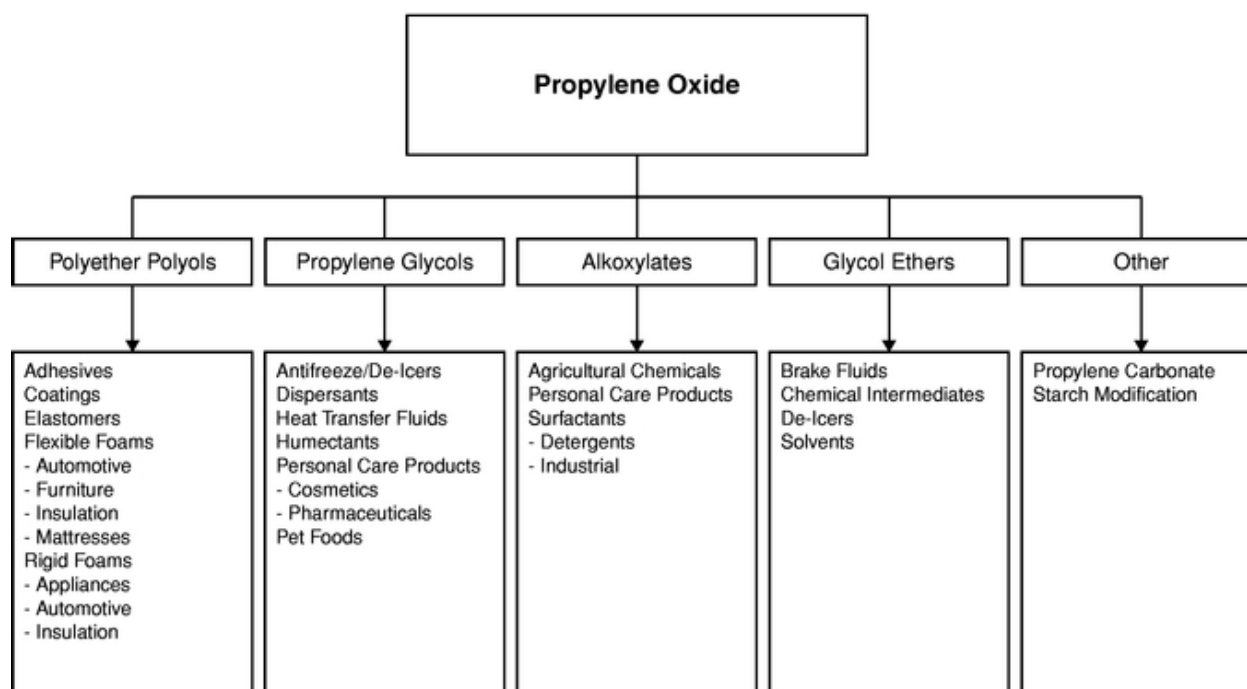 Propylene Oxide
Polyether Polyols
Propylene Glycols
Alkoxylates
Glycol Ethers
Other
Adhesives
Coatings
Elastomers
Flexible Foams
- Automotive
- Furniture
- Insulation
- Mattresses
Rigid Foams
- Appliances
- Automotive
- Insulation
Antifreeze/De-Icers
Dispersants
Heat Transfer Fluids
Humectants
Personal Care Products
- Cosmetics
- Pharmaceuticals
Pet Foods
Agricultural Chemicals
Personal Care Products
Surfactants
- Detergents
- Industrial
Brake Fluids
Chemical Intermediates
De-Icers
Solvents
Propylene Carbonate
Starch Modification